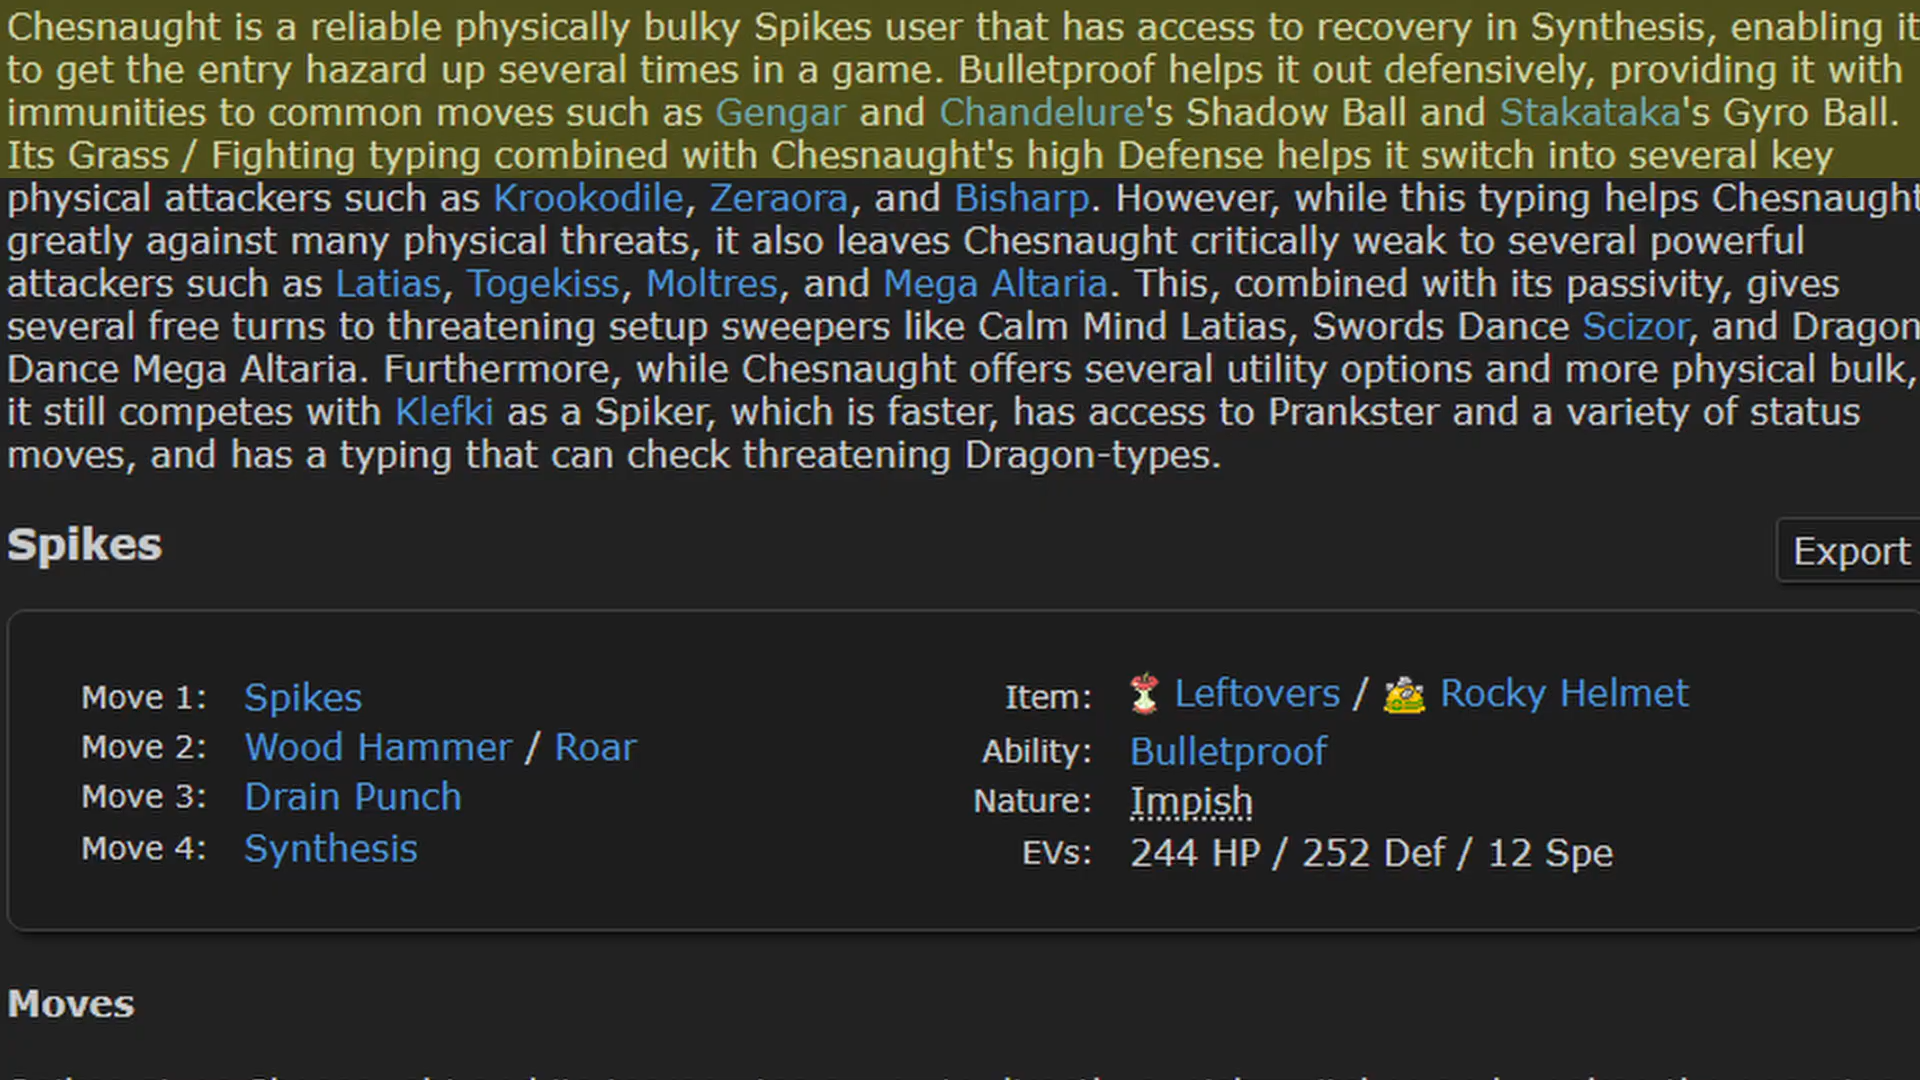 Chesnaught is a reliable physically bulky Spikes user that has access to recovery in Synthesis, enabling it
to get the entry hazard up several times in a game. Bulletproof helps it out defensively, providing it with
immunities to common moves such as Gengar and Chandelure's Shadow Ball and Stakataka's Gyro Ball.
Its Grass / Fighting typing combined with Chesnaught's high Defense helps it switch into several key
physical attackers such as Krookodile, Zeraora, and Bisharp. However, while this typing helps Chesnaught
greatly against many physical threats, it also leaves Chesnaught critically weak to several powerful
attackers such as Latias, Togekiss, Moltres, and Mega Altaria. This, combined with its passivity, gives
several free turns to threatening setup sweepers like Calm Mind Latias, Swords Dance Scizor, and Dragon
Dance Mega Altaria. Furthermore, while Chesnaught offers several utility options and more physical bulk,
it still competes with Klefki as a Spiker, which is faster, has access to Prankster and a variety of status
moves, and has a typing that can check threatening Dragon-types.
Spikes
Export
Move 1: Spikes
Move 2: Wood Hammer / Roar
Move 3: Drain Punch
Move 4: Synthesis
Item: Leftovers / Rocky Helmet
Ability: Bulletproof
Nature: Impish
EVs: 244 HP / 252 Def / 12 Spe
Moves